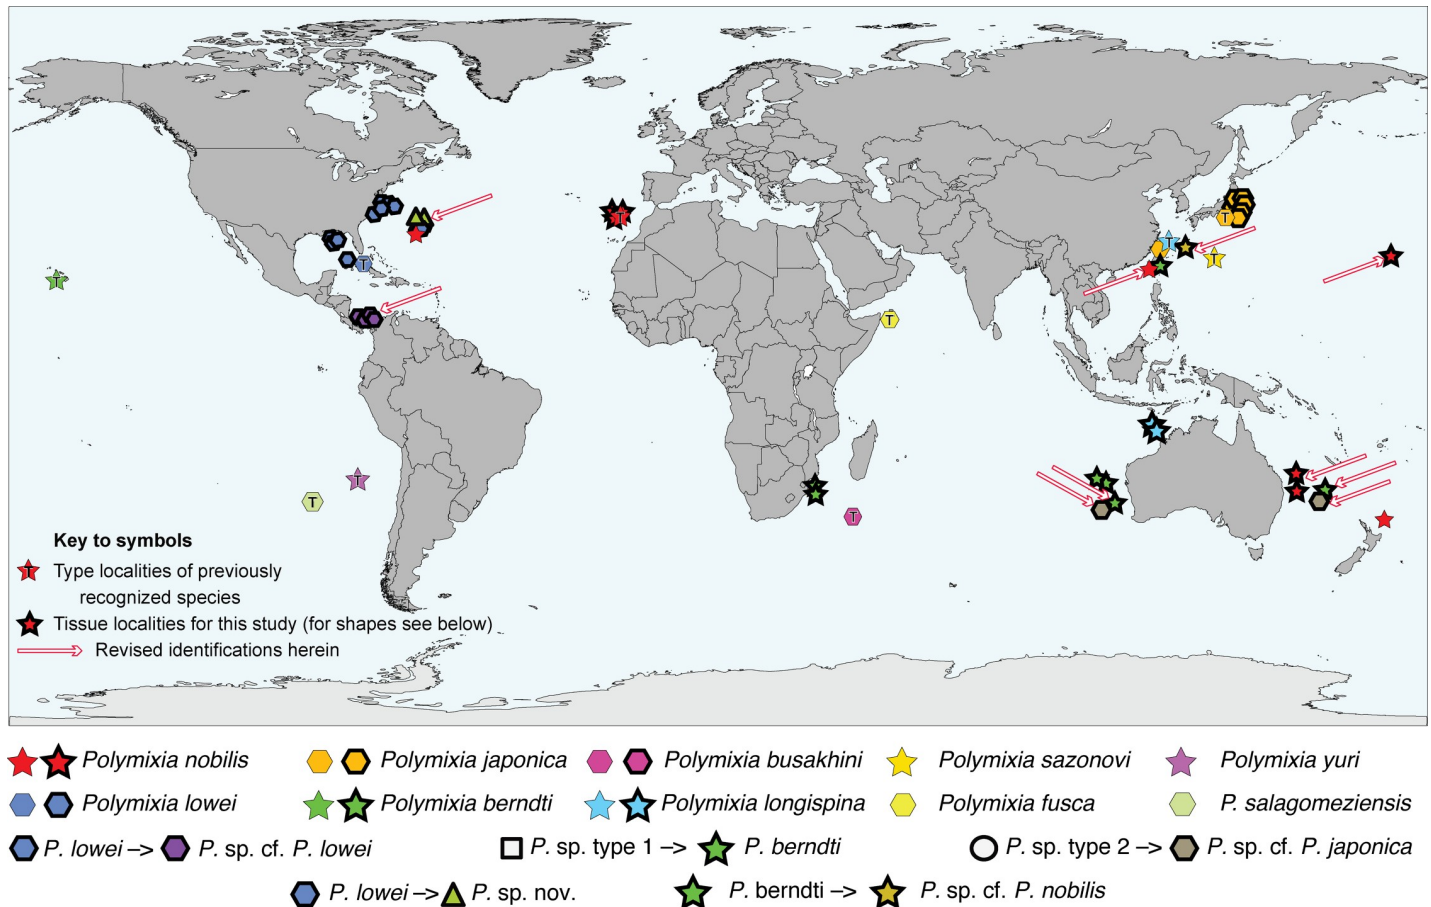 T
T
T
T
T
T
T
T
T
T
T
Key to symbols
T Type localities of previously
recognized species
Tissue localities for this study (for shapes see below)
Revised identifications herein
Polymixia nobilis Polymixia japonica Polymixia busakhini Polymixia sazonovi Polymixia yuri
Polymixia lowei Polymixia berndti Polymixia longispina Polymixia fusca P. salagomeziensis
P. lowei –> P. sp. cf. P. lowei P. sp. type 1 –> P. berndti P. sp. type 2 –> P. sp. cf. P. japonica
P. lowei –> P. sp. nov. P. berndti –> P. sp. cf. P. nobilis